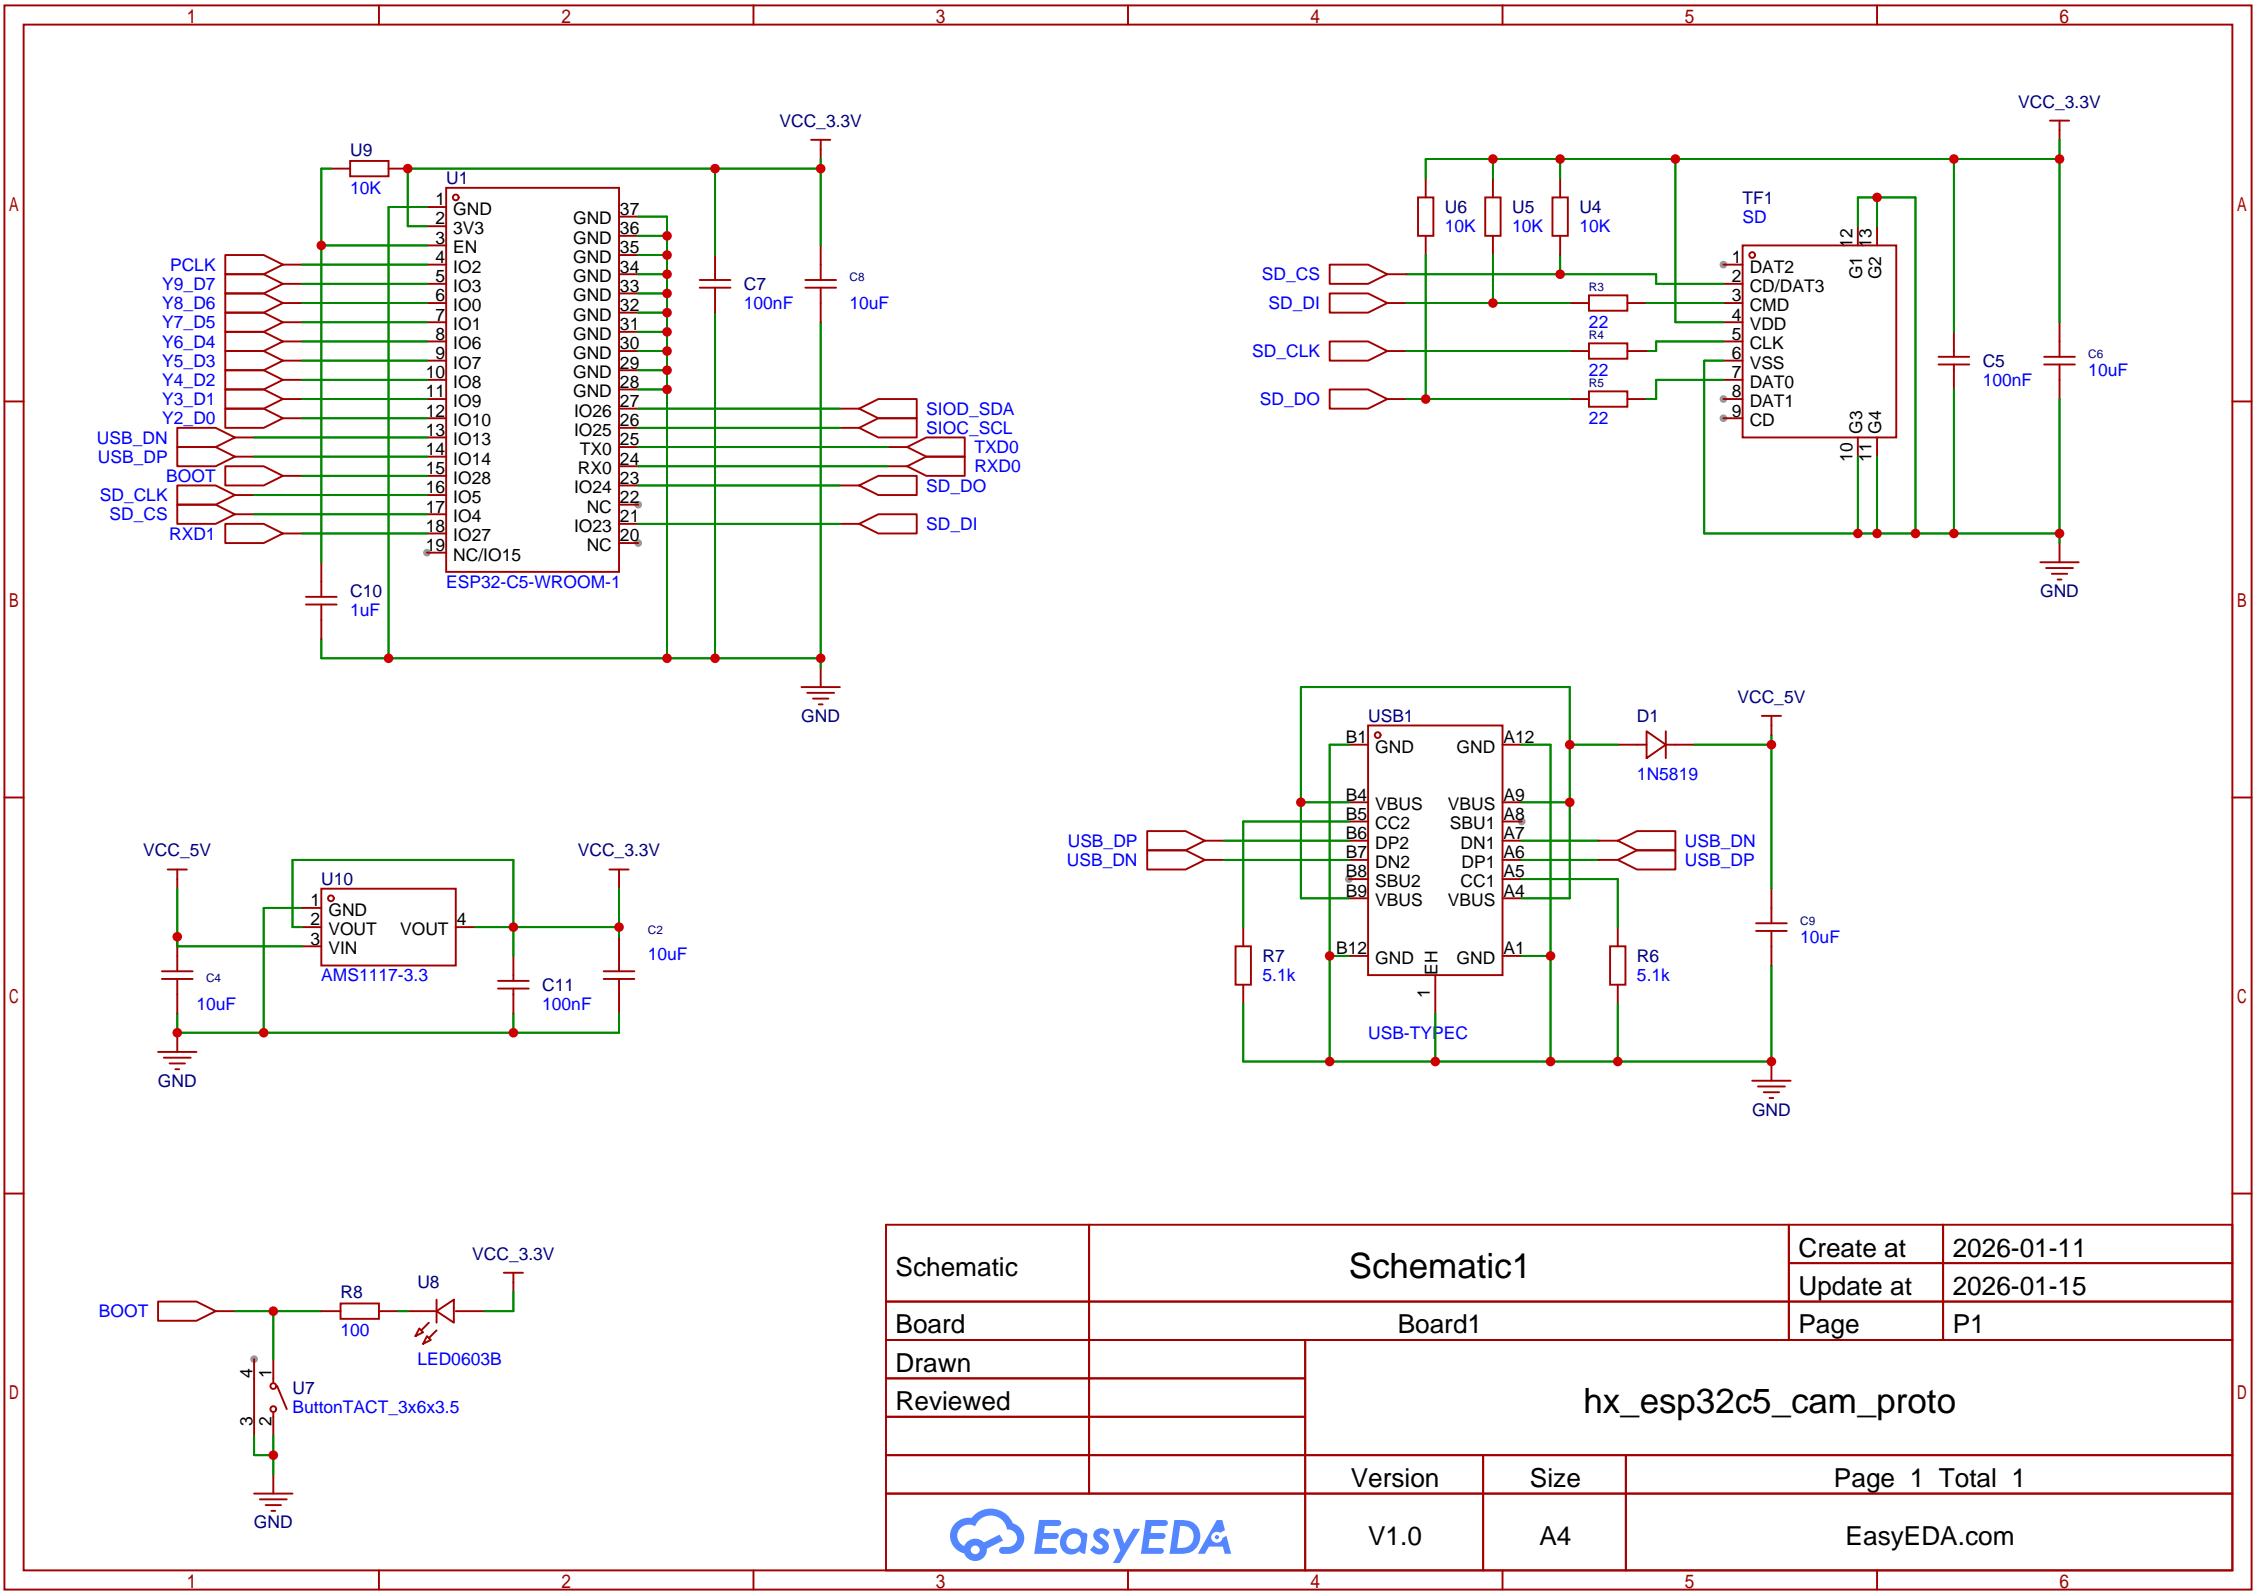 1 2 3 4 5 6
A
B
C
D
A
B
C
D
VCC_3.3V
U9
10K
U1
1 GND
2 3V3
3 EN
PCLK 4 IO2
Y9_D7 5 IO3
Y8_D6 6 IO0
Y7_D5 7 IO1
Y6_D4 8 IO6
Y5_D3 9 IO7
Y4_D2 10 IO8
Y3_D1 11 IO9
Y2_D0 12 IO10
USB_DN 13 IO13
USB_DP 14 IO14
BOOT 15 IO28
SD_CLK 16 IO5
SD_CS 17 IO4
RXD1 18 IO27
19 NC/IO15
GND 37
GND 36
GND 35
GND 34
GND 33
GND 32
GND 31
GND 30
GND 29
GND 28
IO26 27 SIOD_SDA
IO25 26 SIOC_SCL
TX0 25 TXD0
RX0 24 RXD0
IO24 23 SD_DO
NC 22
IO23 21 SD_DI
NC 20
ESP32-C5-WROOM-1
C7
100nF
C8
10uF
C10
1uF
GND
VCC_3.3V
U6
10K
U5
10K
U4
10K
SD_CS
SD_DI
SD_CLK
SD_DO
R3
22
R4
22
R5
22
TF1
SD
12 13
G1 G2
1 DAT2
2 CD/DAT3
3 CMD
4 VDD
5 CLK
6 VSS
7 DAT0
8 DAT1
9 CD
G3 G4
10 11
C5
100nF
C6
10uF
GND
USB1
B1 GND
B4 VBUS
B5 CC2
USB_DP B6 DP2
USB_DN B7 DN2
B8 SBU2
B9 VBUS
B12 GND
GND A12
VBUS A9
SBU1 A8
DN1 A7 USB_DN
DP1 A6 USB_DP
CC1 A5
VBUS A4
GND A1
EH
1
USB-TYPEC
R7
5.1k
R6
5.1k
D1
1N5819
VCC_5V
C9
10uF
GND
VCC_5V
VCC_3.3V
U10
1 GND
2 VOUT
3 VIN
VOUT 4
AMS1117-3.3
C4
10uF
C11
100nF
C2
10uF
GND
BOOT
R8
100
U8
LED0603B
VCC_3.3V
4 1
3 2
U7
ButtonTACT_3x6x3.5
GND
Schematic Schematic1
Create at 2026-01-11
Update at 2026-01-15
Board Board1 Page P1
Drawn
Reviewed
hx_esp32c5_cam_proto
Version Size Page 1 Total 1
EasyEDA V1.0 A4 EasyEDA.com
1 2 3 4 5 6